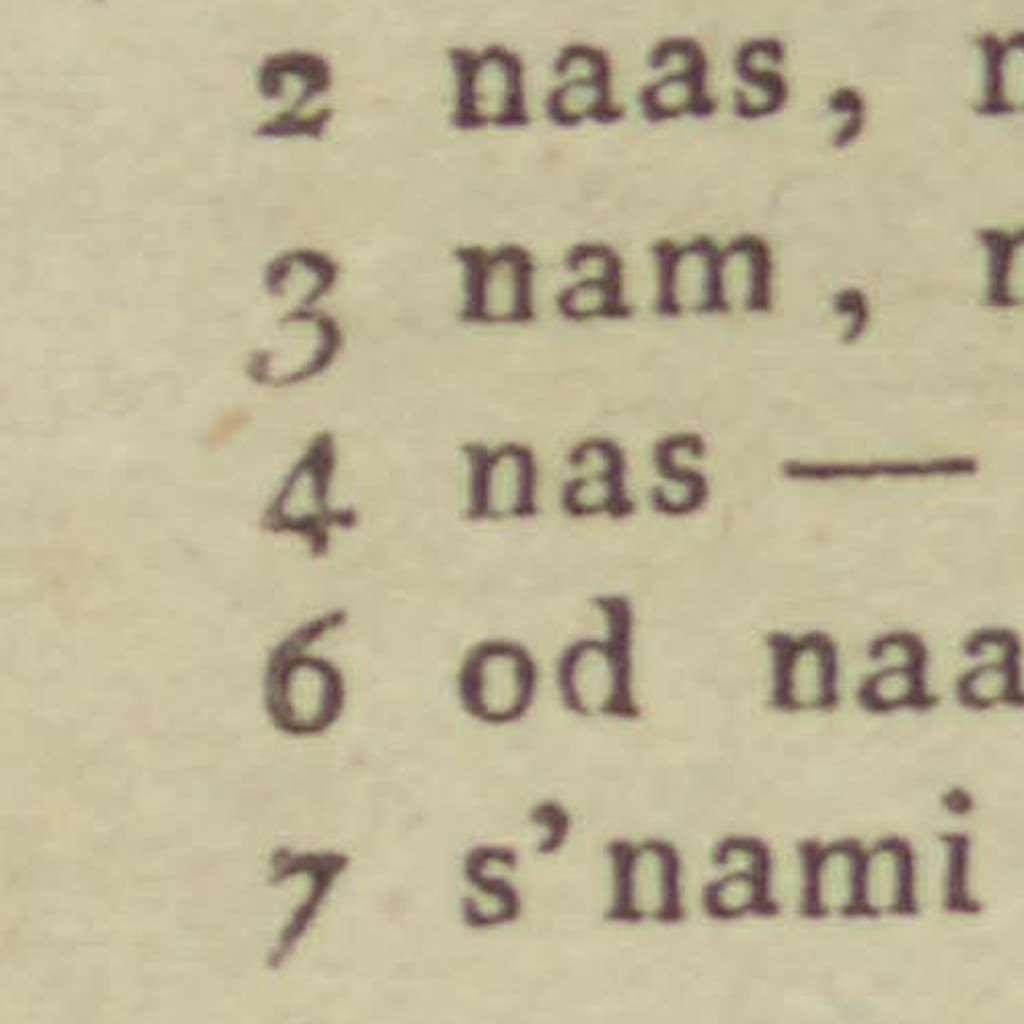 2 naas,
3 nam,
4 nas —
6 od
7 s’nami